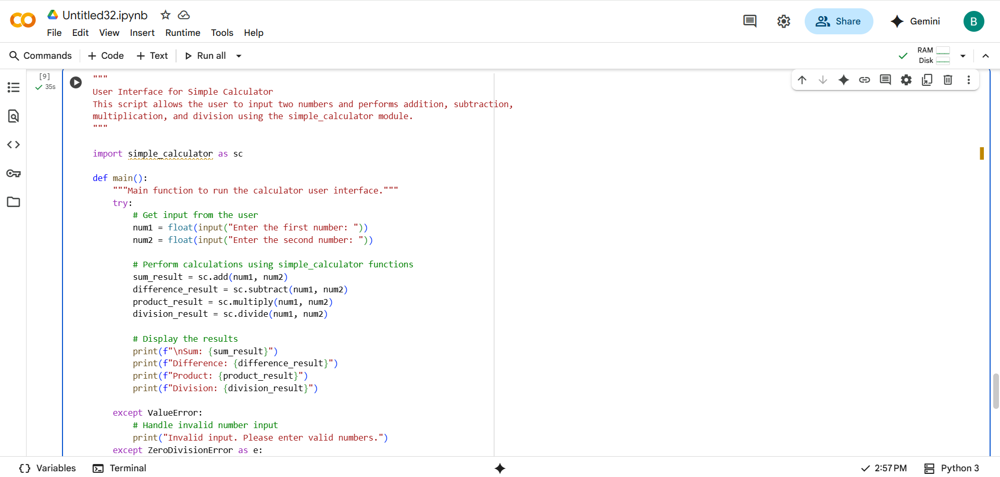 Untitled32.ipynb
File Edit View Insert Runtime Tools Help
Share
Gemini
B
Commands + Code + Text Run all
RAM
Disk
[9]
35s
"""
User Interface for Simple Calculator
This script allows the user to input two numbers and performs addition, subtraction,
multiplication, and division using the simple_calculator module.
"""
import simple_calculator as sc
def main():
    """Main function to run the calculator user interface."""
    try:
        # Get input from the user
        num1 = float(input("Enter the first number: "))
        num2 = float(input("Enter the second number: "))
        # Perform calculations using simple_calculator functions
        sum_result = sc.add(num1, num2)
        difference_result = sc.subtract(num1, num2)
        product_result = sc.multiply(num1, num2)
        division_result = sc.divide(num1, num2)
        # Display the results
        print(f"\nSum: {sum_result}")
        print(f"Difference: {difference_result}")
        print(f"Product: {product_result}")
        print(f"Division: {division_result}")
    except ValueError:
        # Handle invalid number input
        print("Invalid input. Please enter valid numbers.")
    except ZeroDivisionError as e:
Variables Terminal
2:57 PM Python 3